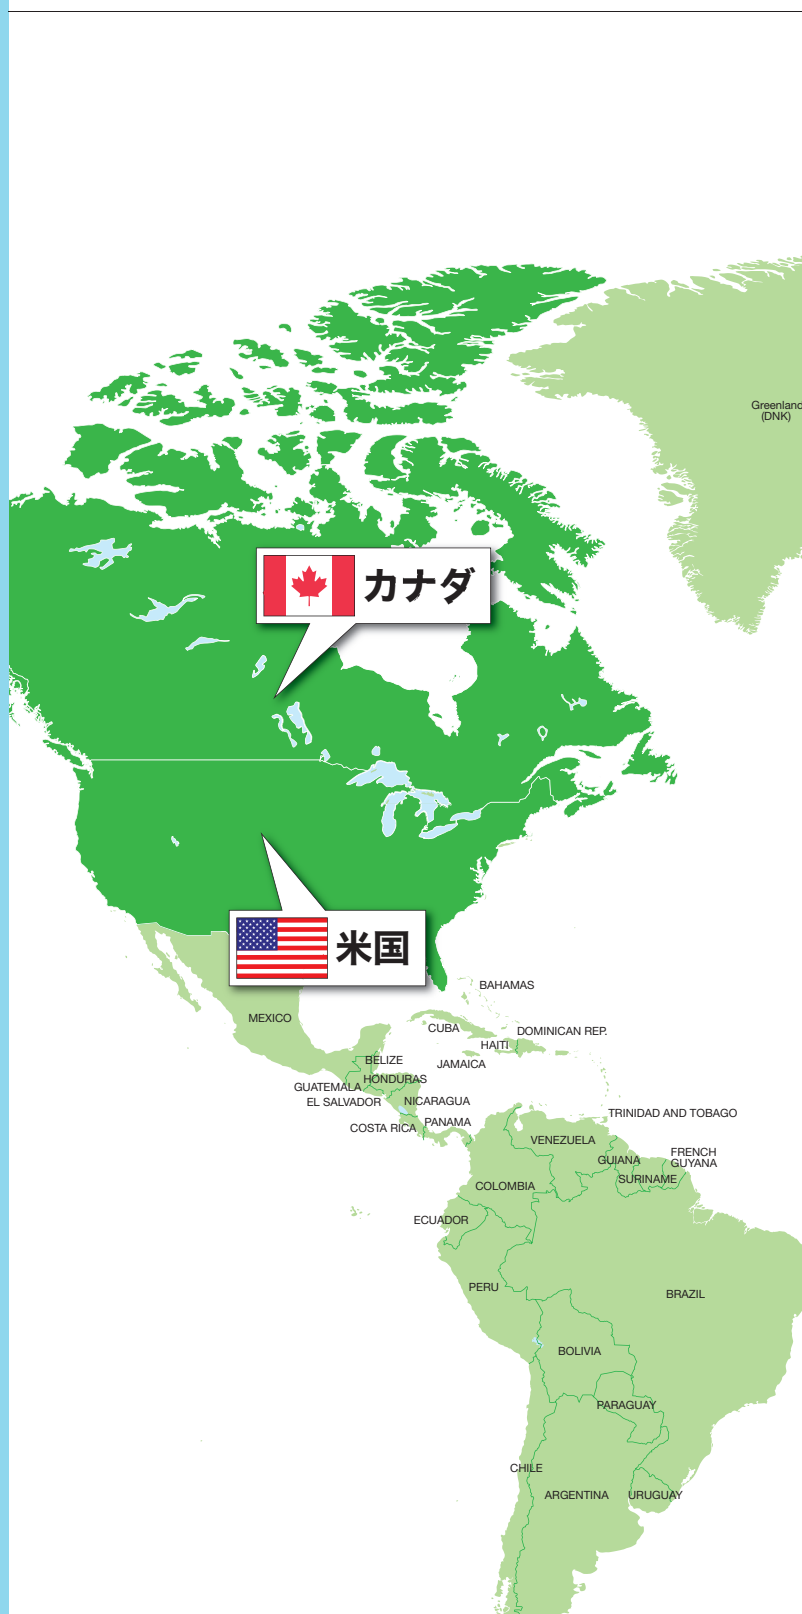 Greenland
(DNK)
カナダ
米国
BAHAMAS
MEXICO
CUBA
DOMINICAN REP.
HAITI
BELIZE
JAMAICA
HONDURAS
GUATEMALA
EL SALVADOR
NICARAGUA
TRINIDAD AND TOBAGO
COSTA RICA
PANAMA
VENEZUELA
FRENCH
GUYANA
GUIANA
SURINAME
COLOMBIA
ECUADOR
PERU
BRAZIL
BOLIVIA
PARAGUAY
CHILE
ARGENTINA
URUGUAY